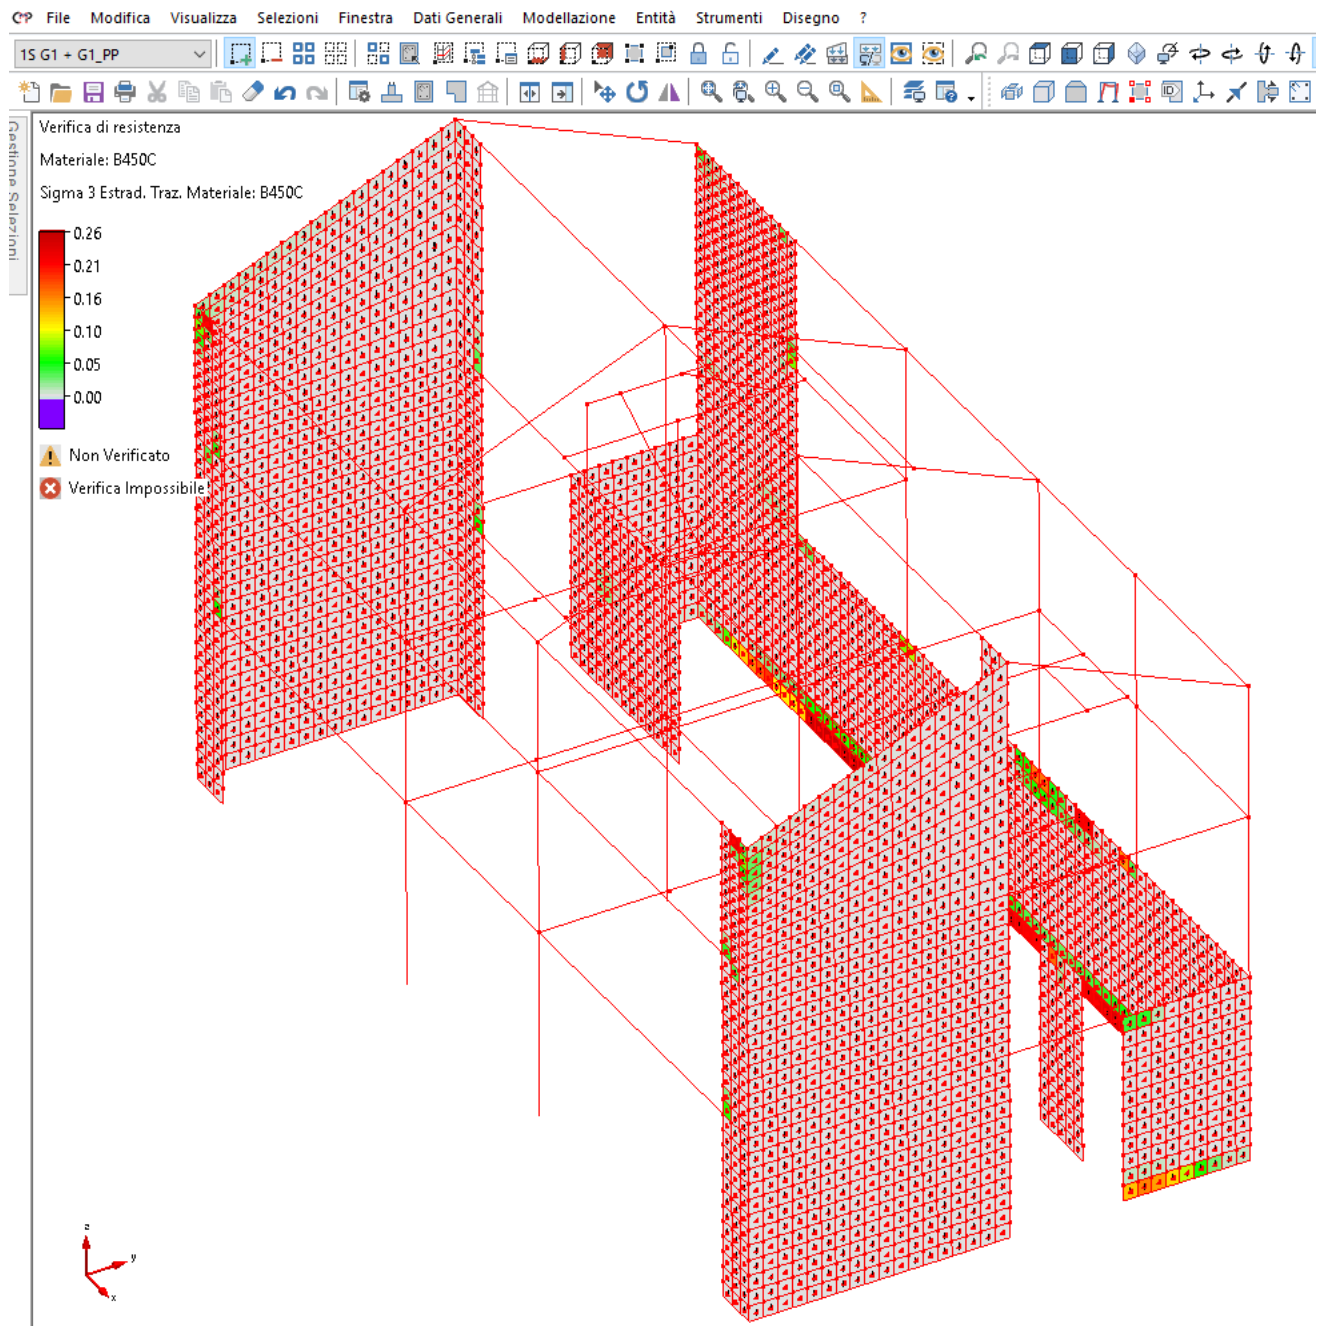 File Modifica Visualizza Selezioni Finestra Dati Generali Modellazione Entità Strumenti Disegno ?
1S G1 + G1_PP
Gestione Selezioni
Verifica di resistenza
Materiale: B450C
Sigma 3 Estrad. Traz. Materiale: B450C
0.26
0.21
0.16
0.10
0.05
0.00
Non Verificato
Verifica Impossibile
z
y
x